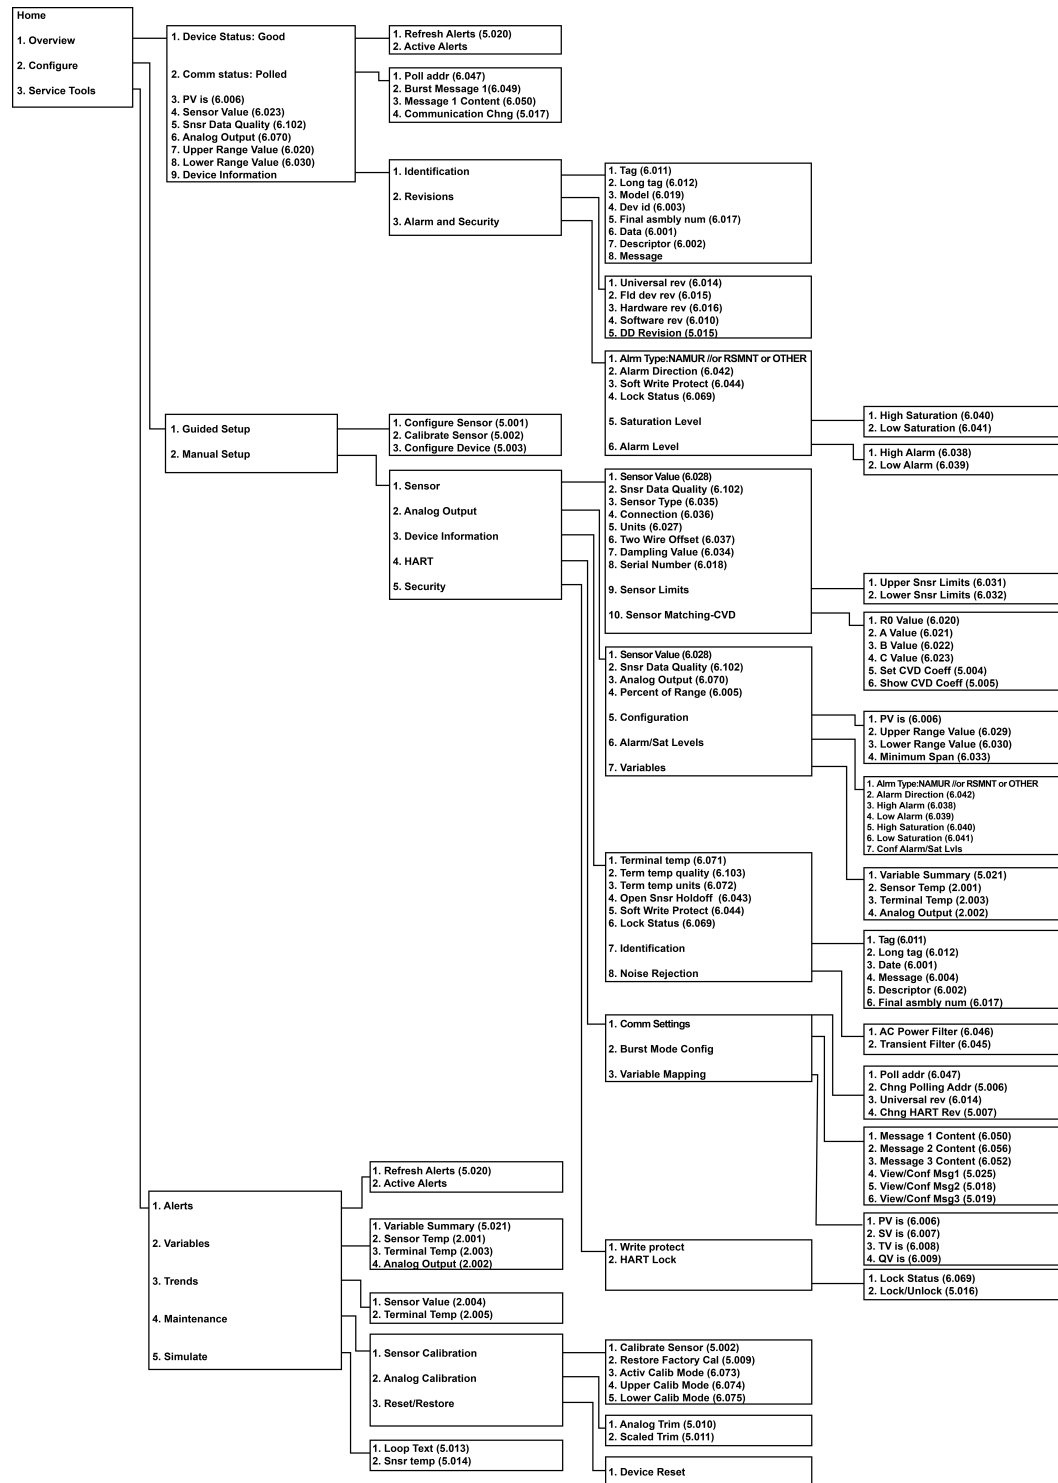 Home
1. Overview
2. Configure
3. Service Tools
1. Device Status: Good
2. Comm status: Polled
3. PV is (6.006)
4. Sensor Value (6.023)
5. Snsr Data Quality (6.102)
6. Analog Output (6.070)
7. Upper Range Value (6.020)
8. Lower Range Value (6.030)
9. Device Information
1. Refresh Alerts (5.020)
2. Active Alerts
1. Poll addr (6.047)
2. Burst Message 1(6.049)
3. Message 1 Content (6.050)
4. Communication Chng (5.017)
1. Identification
2. Revisions
3. Alarm and Security
1. Tag (6.011)
2. Long tag (6.012)
3. Model (6.019)
4. Dev id (6.003)
5. Final asmbly num (6.017)
6. Data (6.001)
7. Descriptor (6.002)
8. Message
1. Universal rev (6.014)
2. Fld dev rev (6.015)
3. Hardware rev (6.016)
4. Software rev (6.010)
5. DD Revision (5.015)
1. Alrm Type:NAMUR //or RSMNT or OTHER
2. Alarm Direction (6.042)
3. Soft Write Protect (6.044)
4. Lock Status (6.069)
5. Saturation Level
6. Alarm Level
1. High Saturation (6.040)
2. Low Saturation (6.041)
1. High Alarm (6.038)
2. Low Alarm (6.039)
1. Guided Setup
2. Manual Setup
1. Configure Sensor (5.001)
2. Calibrate Sensor (5.002)
3. Configure Device (5.003)
1. Sensor
2. Analog Output
3. Device Information
4. HART
5. Security
1. Sensor Value (6.028)
2. Snsr Data Quality (6.102)
3. Sensor Type (6.035)
4. Connection (6.036)
5. Units (6.027)
6. Two Wire Offset (6.037)
7. Dampling Value (6.034)
8. Serial Number (6.018)
9. Sensor Limits
10. Sensor Matching-CVD
1. Upper Snsr Limits (6.031)
2. Lower Snsr Limits (6.032)
1. R0 Value (6.020)
2. A Value (6.021)
3. B Value (6.022)
4. C Value (6.023)
5. Set CVD Coeff (5.004)
6. Show CVD Coeff (5.005)
1. Sensor Value (6.028)
2. Snsr Data Quality (6.102)
3. Analog Output (6.070)
4. Percent of Range (6.005)
5. Configuration
6. Alarm/Sat Levels
7. Variables
1. PV is (6.006)
2. Upper Range Value (6.029)
3. Lower Range Value (6.030)
4. Minimum Span (6.033)
1. Alrm Type:NAMUR //or RSMNT or OTHER
2. Alarm Direction (6.042)
3. High Alarm (6.038)
4. Low Alarm (6.039)
5. High Saturation (6.040)
6. Low Saturation (6.041)
7. Conf Alarm/Sat Lvls
1. Variable Summary (5.021)
2. Sensor Temp (2.001)
3. Terminal Temp (2.003)
4. Analog Output (2.002)
1. Terminal temp (6.071)
2. Term temp quality (6.103)
3. Term temp units (6.072)
4. Open Snsr Holdoff (6.043)
5. Soft Write Protect (6.044)
6. Lock Status (6.069)
7. Identification
8. Noise Rejection
1. Tag (6.011)
2. Long tag (6.012)
3. Date (6.001)
4. Message (6.004)
5. Descriptor (6.002)
6. Final asmbly num (6.017)
1. AC Power Filter (6.046)
2. Transient Filter (6.045)
1. Comm Settings
2. Burst Mode Config
3. Variable Mapping
1. Poll addr (6.047)
2. Chng Polling Addr (5.006)
3. Universal rev (6.014)
4. Chng HART Rev (5.007)
1. Message 1 Content (6.050)
2. Message 2 Content (6.056)
3. Message 3 Content (6.052)
4. View/Conf Msg1 (5.025)
5. View/Conf Msg2 (5.018)
6. View/Conf Msg3 (5.019)
1. PV is (6.006)
2. SV is (6.007)
3. TV is (6.008)
4. QV is (6.009)
1. Write protect
2. HART Lock
1. Lock Status (6.069)
2. Lock/Unlock (5.016)
1. Alerts
2. Variables
3. Trends
4. Maintenance
5. Simulate
1. Refresh Alerts (5.020)
2. Active Alerts
1. Variable Summary (5.021)
2. Sensor Temp (2.001)
3. Terminal Temp (2.003)
4. Analog Output (2.002)
1. Sensor Value (2.004)
2. Terminal Temp (2.005)
1. Sensor Calibration
2. Analog Calibration
3. Reset/Restore
1. Calibrate Sensor (5.002)
2. Restore Factory Cal (5.009)
3. Activ Calib Mode (6.073)
4. Upper Calib Mode (6.074)
5. Lower Calib Mode (6.075)
1. Analog Trim (5.010)
2. Scaled Trim (5.011)
1. Device Reset
1. Loop Text (5.013)
2. Snsr temp (5.014)